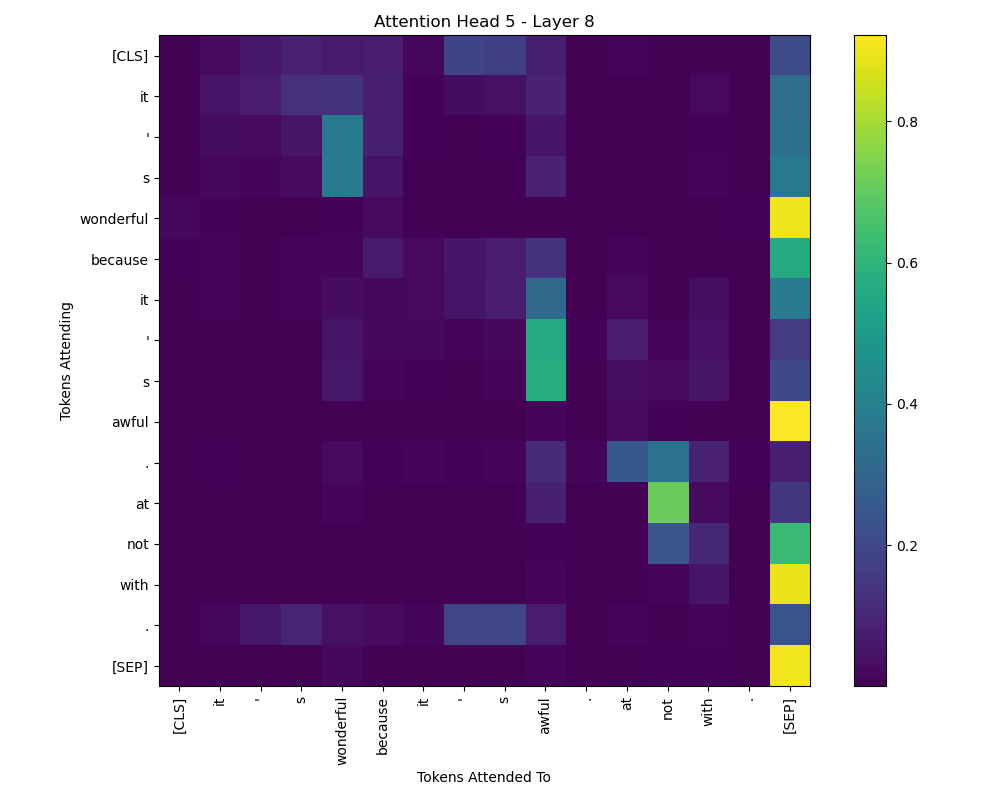 Attention Head 5 - Layer 8
[CLS]
it
'
s
wonderful
because
it
'
s
awful
.
at
not
with
.
[SEP]
Tokens Attending
[CLS]
it
'
s
wonderful
because
it
'
s
awful
.
at
not
with
.
[SEP]
Tokens Attended To
0.8
0.6
0.4
0.2